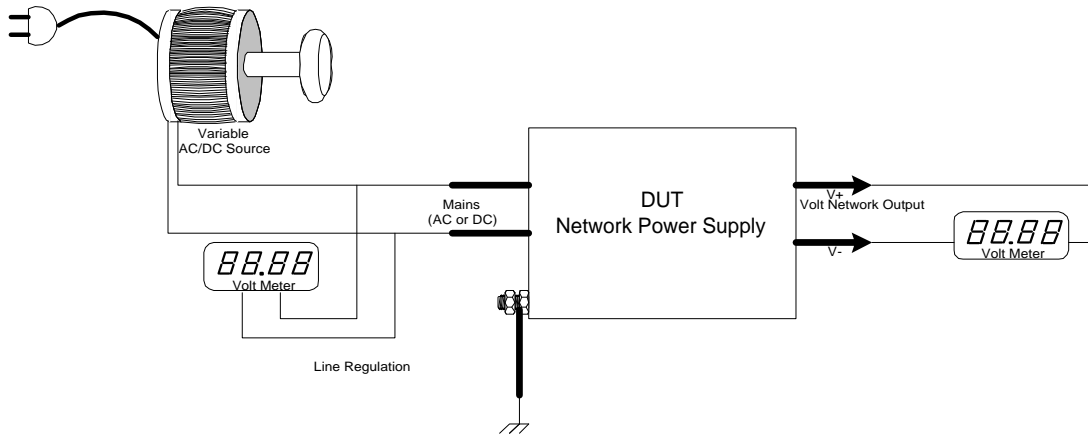 Variable
AC/DC Source
Mains
(AC or DC)
DUT
Network Power Supply
V+
Volt Network Output
V-
88.88
Volt Meter
88.88
Volt Meter
Line Regulation